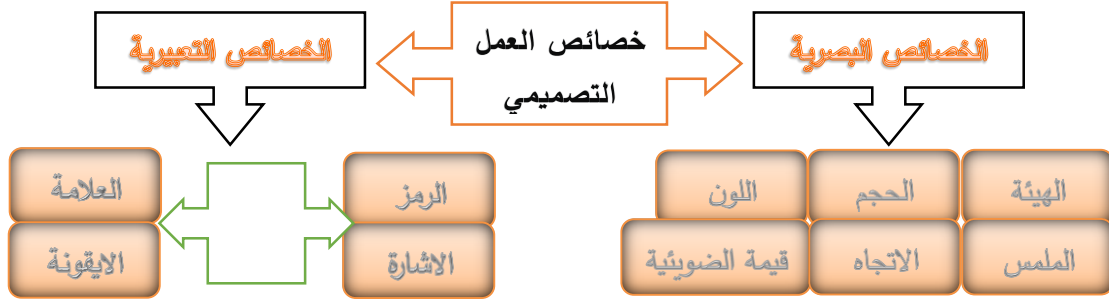 خصائص العمل
التصميمي
الخصائص البصرية
الخصائص التعبيرية
الهيئة
الحجم
اللون
الملمس
الاتجاه
قيمة الضوئية
الرمز
العلامة
الاشارة
الايقونة